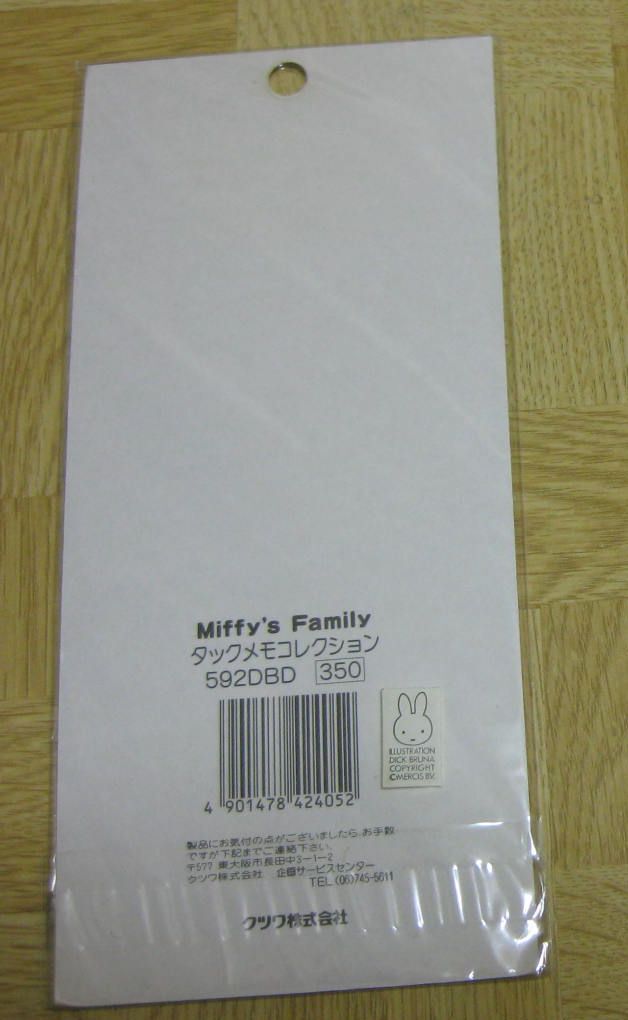 Miffy's Family
タックメモコレクション
592DBD 350
4 901478 424052
ILLUSTRATION
DICK BRUNA
COPYRIGHT
©MERCIS BV.
製品にお気付の点がございましたら、お手数
ですが下記までご連絡下さい。
〒577 東大阪市長田中3-1-2
クツワ株式会社 企画サービスセンター
TEL (06)745-5611
クツワ株式会社